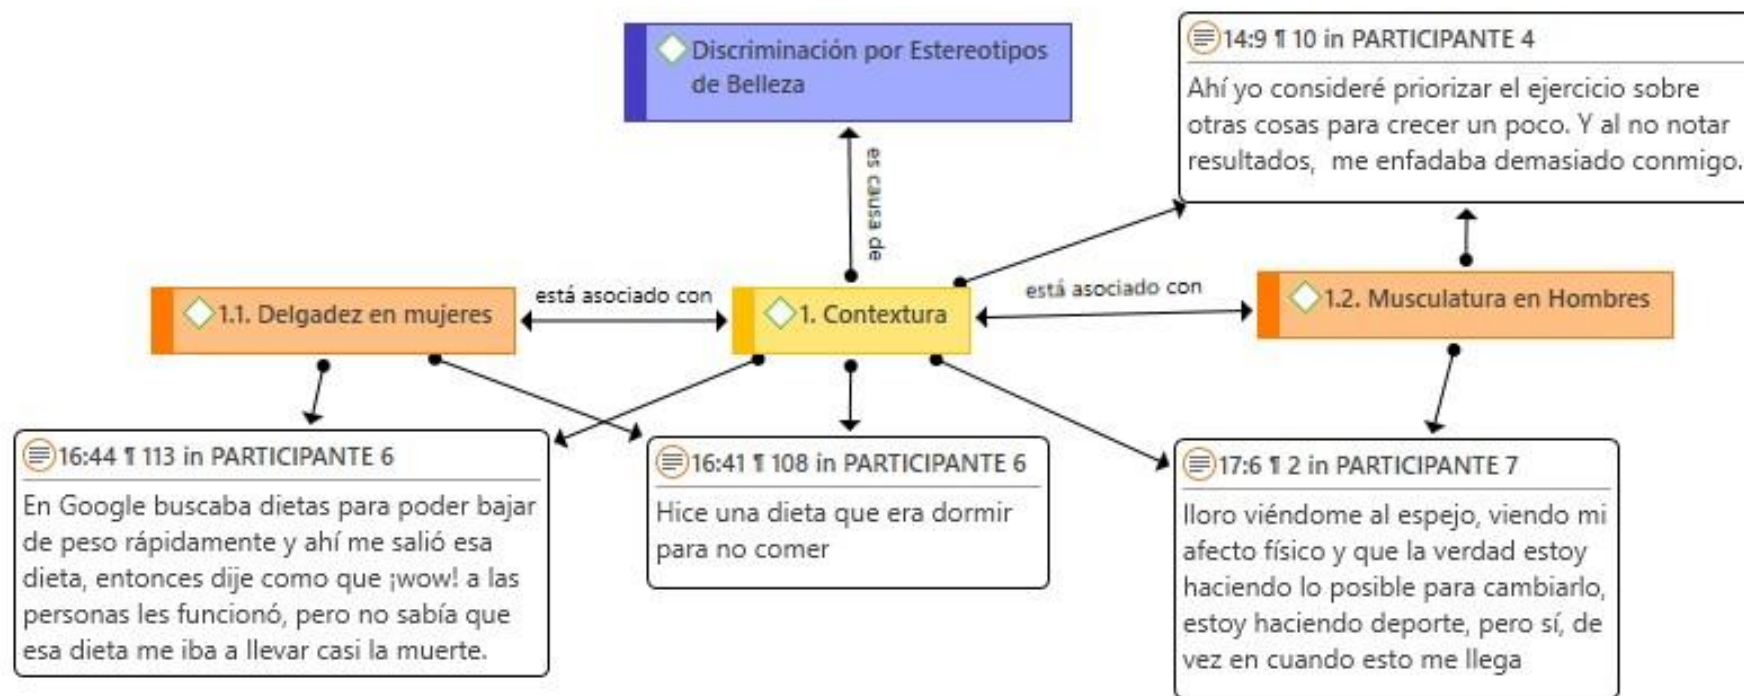 Discriminación por Estereotipos
de Belleza
14:9 ¶ 10 in PARTICIPANTE 4
Ahí yo consideré priorizar el ejercicio sobre
otras cosas para crecer un poco. Y al no notar
resultados, me enfadaba demasiado conmigo.
es causa de
1.1. Delgadez en mujeres
está asociado con
1. Contextura
está asociado con
1.2. Musculatura en Hombres
16:44 ¶ 113 in PARTICIPANTE 6
En Google buscaba dietas para poder bajar
de peso rápidamente y ahí me salió esa
dieta, entonces dije como que ¡wow! a las
personas les funcionó, pero no sabía que
esa dieta me iba a llevar casi la muerte.
16:41 ¶ 108 in PARTICIPANTE 6
Hice una dieta que era dormir
para no comer
17:6 ¶ 2 in PARTICIPANTE 7
lloro viéndome al espejo, viendo mi
afecto físico y que la verdad estoy
haciendo lo posible para cambiarlo,
estoy haciendo deporte, pero sí, de
vez en cuando esto me llega